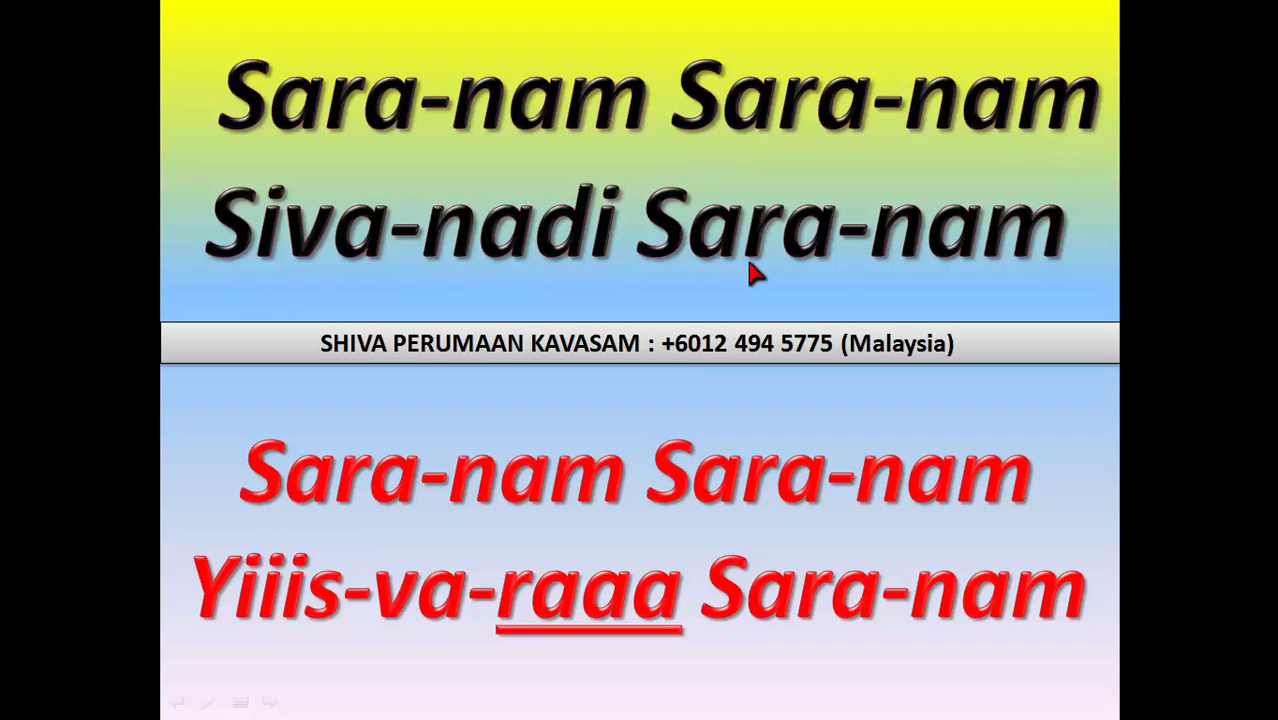 Sara-nam Sara-nam
Siva-nadi Sara-nam
SHIVA PERUMAAN KAVASAM : +6012 494 5775 (Malaysia)
Sara-nam Sara-nam
Yiiis-va-raaa Sara-nam